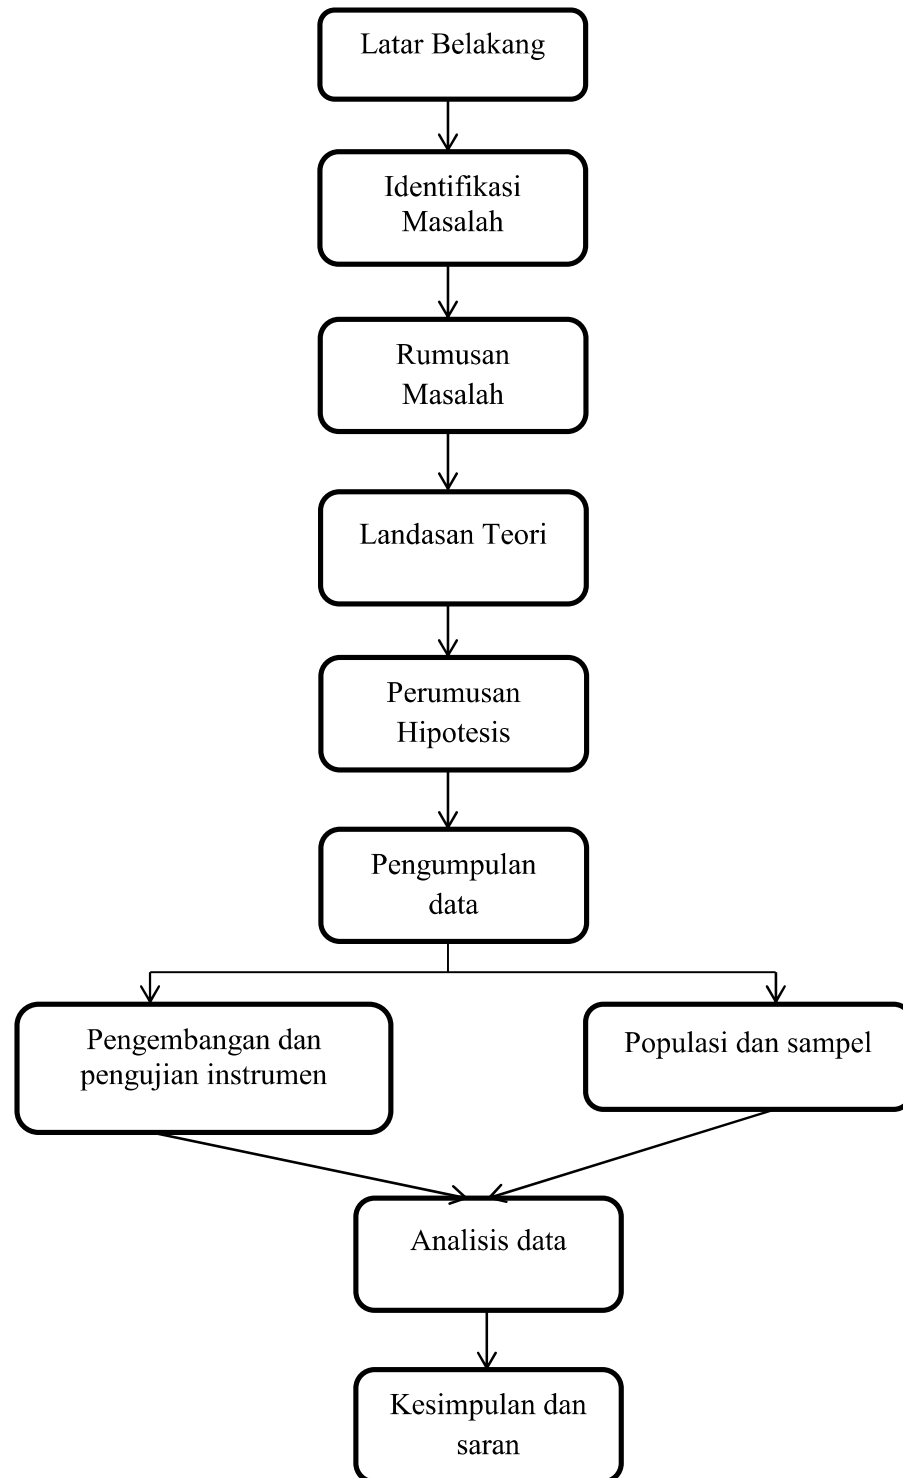 Latar Belakang
Identifikasi
Masalah
Rumusan
Masalah
Landasan Teori
Perumusan
Hipotesis
Pengumpulan
data
Pengembangan dan
pengujian instrumen
Populasi dan sampel
Analisis data
Kesimpulan dan
saran